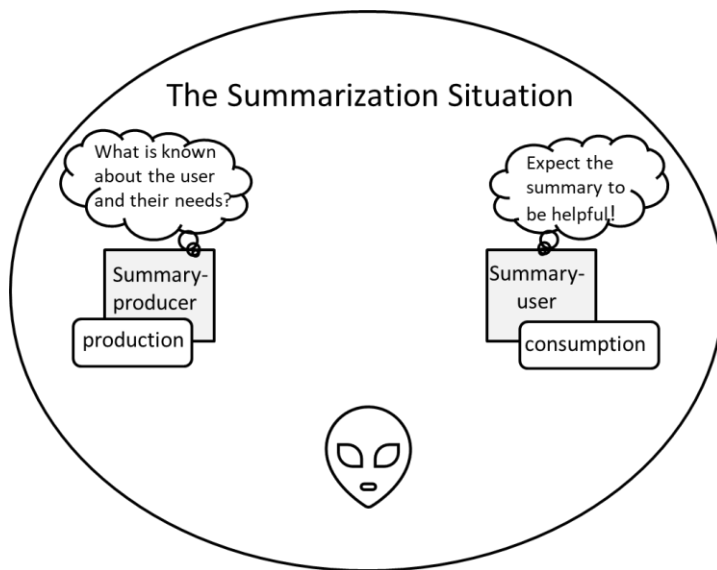 The Summarization Situation
What is known
about the user
and their needs?
Expect the
summary to
be helpful!
Summary-
producer
production
Summary-
user
consumption